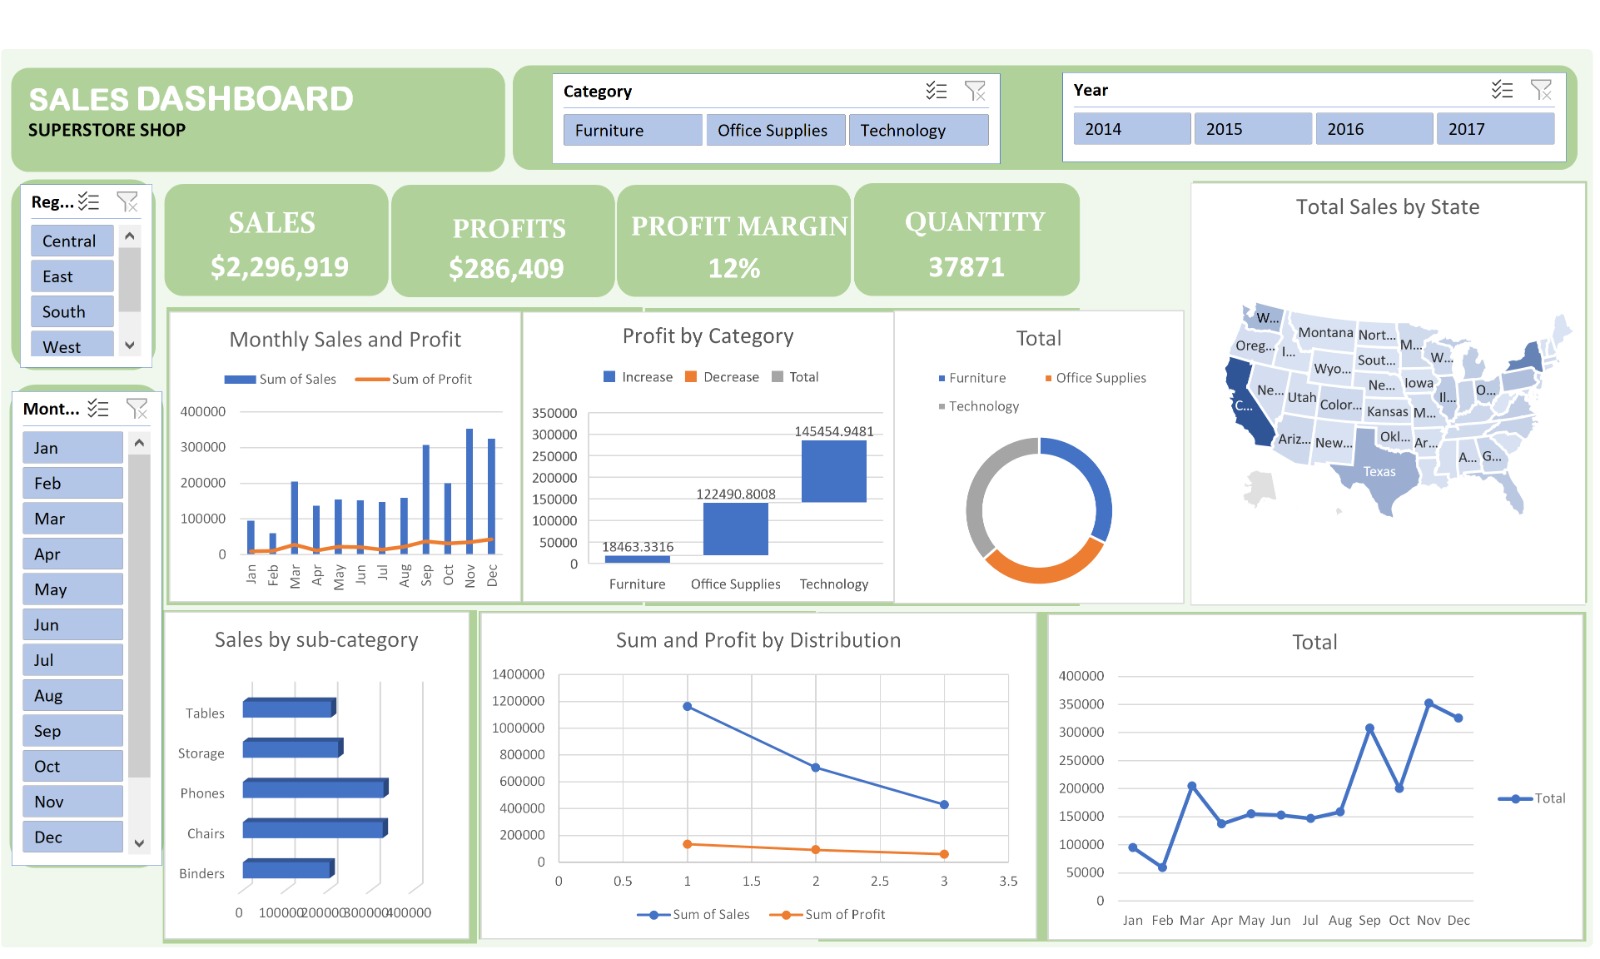 SALES DASHBOARD
SUPERSTORE SHOP
Category
Furniture
Office Supplies
Technology
Year
2014
2015
2016
2017
Reg...
Central
East
South
West
Mont...
Jan
Feb
Mar
Apr
May
Jun
Jul
Aug
Sep
Oct
Nov
Dec
SALES
$2,296,919
PROFITS
$286,409
PROFIT MARGIN
12%
QUANTITY
37871
Monthly Sales and Profit
Sum of Sales
Sum of Profit
400000
300000
200000
100000
0
Jan
Feb
Mar
Apr
May
Jun
Jul
Aug
Sep
Oct
Nov
Dec
Profit by Category
Increase
Decrease
Total
350000
300000
250000
200000
150000
100000
50000
0
18463.3316
122490.8008
145454.9481
Furniture
Office Supplies
Technology
Total
Furniture
Office Supplies
Technology
Total Sales by State
W...
Montana
Nort...
M...
Oreg...
I...
Wyo...
Sout...
W...
Ne...
Utah
Color...
Ne...
Iowa
Il...
O...
C...
Kansas
M...
Ariz...
New...
Okl...
Ar...
Texas
A...
G...
Sales by sub-category
Tables
Storage
Phones
Chairs
Binders
0
100000
200000
300000
400000
Sum and Profit by Distribution
1400000
1200000
1000000
800000
600000
400000
200000
0
0
0.5
1
1.5
2
2.5
3
3.5
Sum of Sales
Sum of Profit
Total
400000
350000
300000
250000
200000
150000
100000
50000
0
Jan
Feb
Mar
Apr
May
Jun
Jul
Aug
Sep
Oct
Nov
Dec
Total